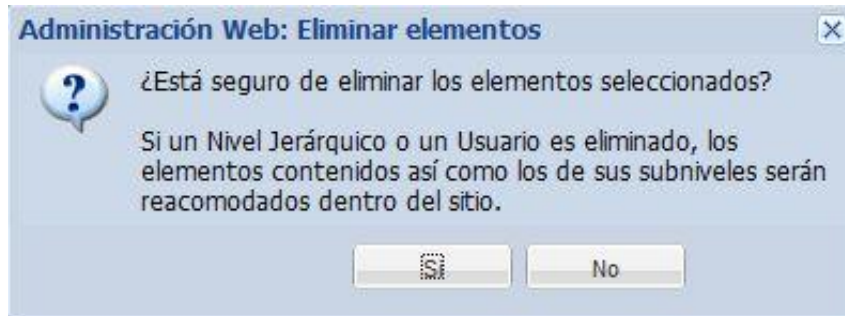 Administración Web: Eliminar elementos
¿Está seguro de eliminar los elementos seleccionados?
Si un Nivel Jerárquico o un Usuario es eliminado, los
elementos contenidos así como los de sus subniveles serán
reacomodados dentro del sitio.
Sí No